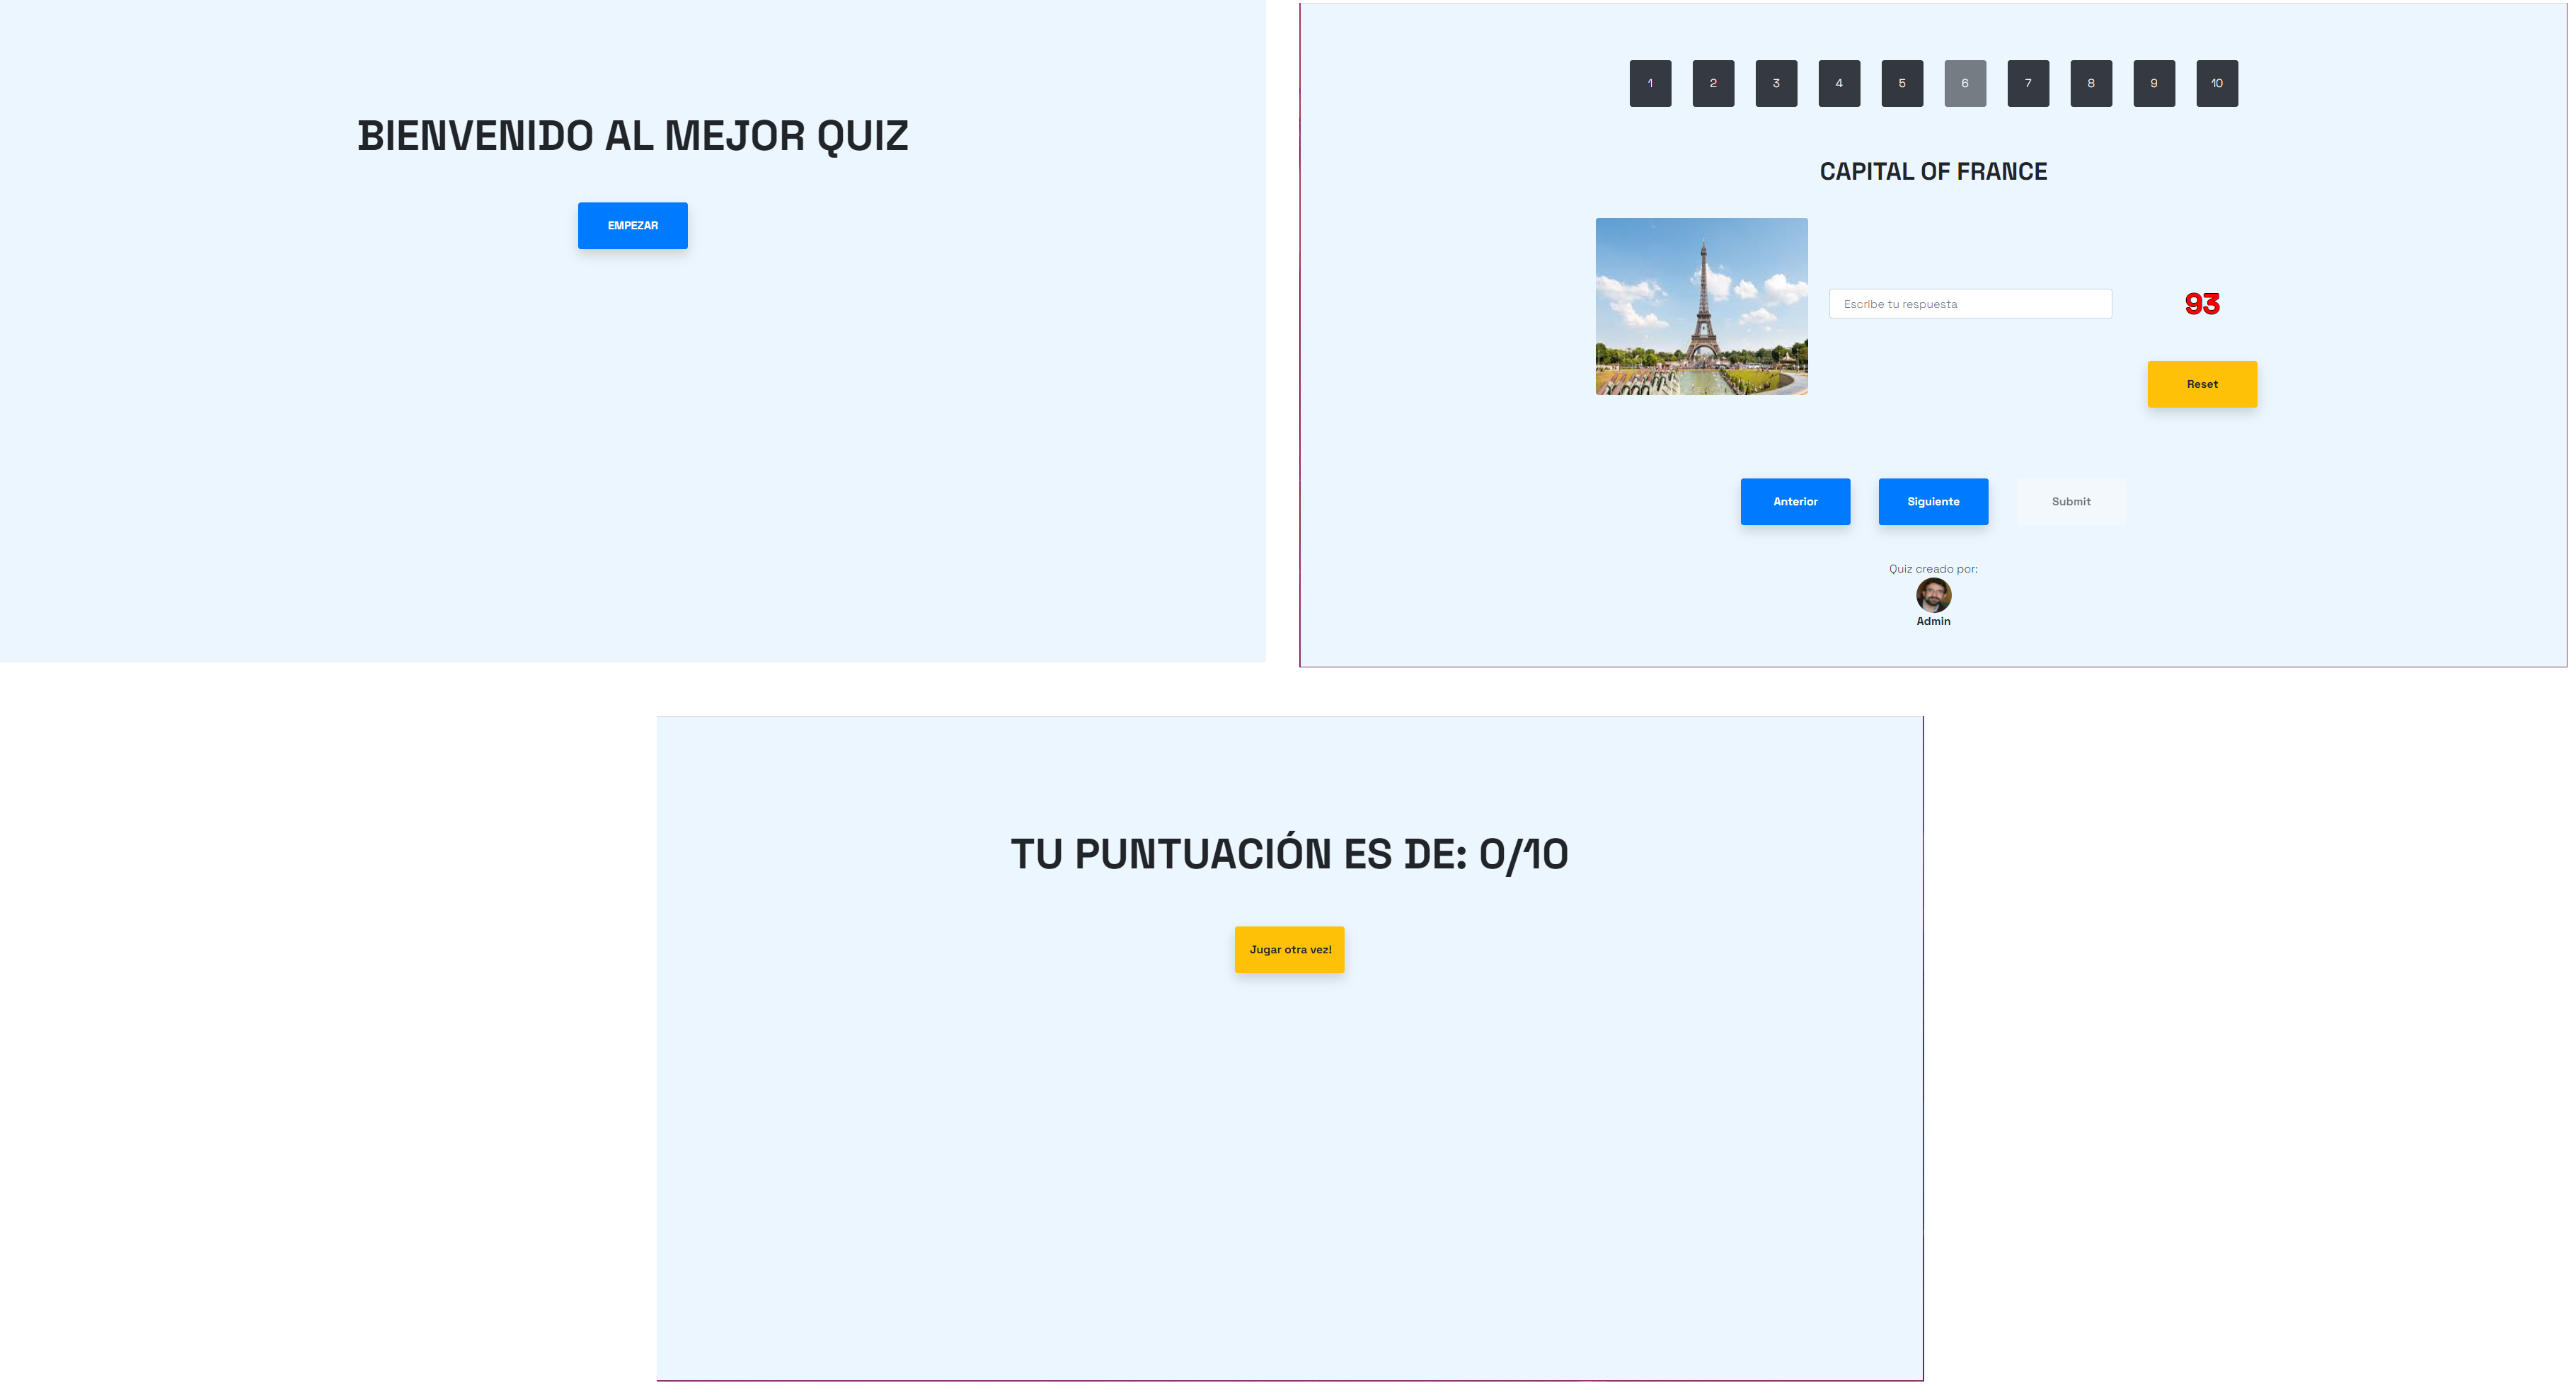 BIENVENIDO AL MEJOR QUIZ
EMPEZAR
1 2 3 4 5 6 7 8 9 10
CAPITAL OF FRANCE
Escribe tu respuesta
93
Reset
Anterior Siguiente Submit
Quiz creado por:
Admin
TU PUNTUACIÓN ES DE: 0/10
Jugar otra vez!